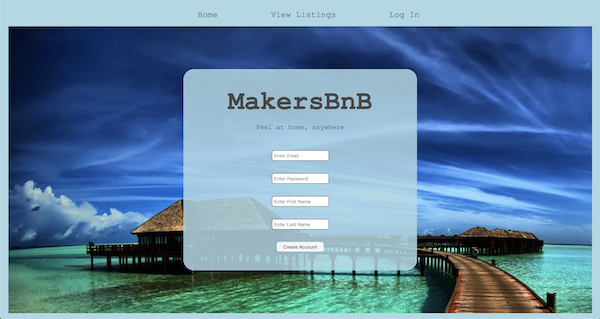 Home View Listings Log In
MakersBnB
Feel at home, anywhere
Enter Email
Enter Password
Enter First Name
Enter Last Name
Create Account